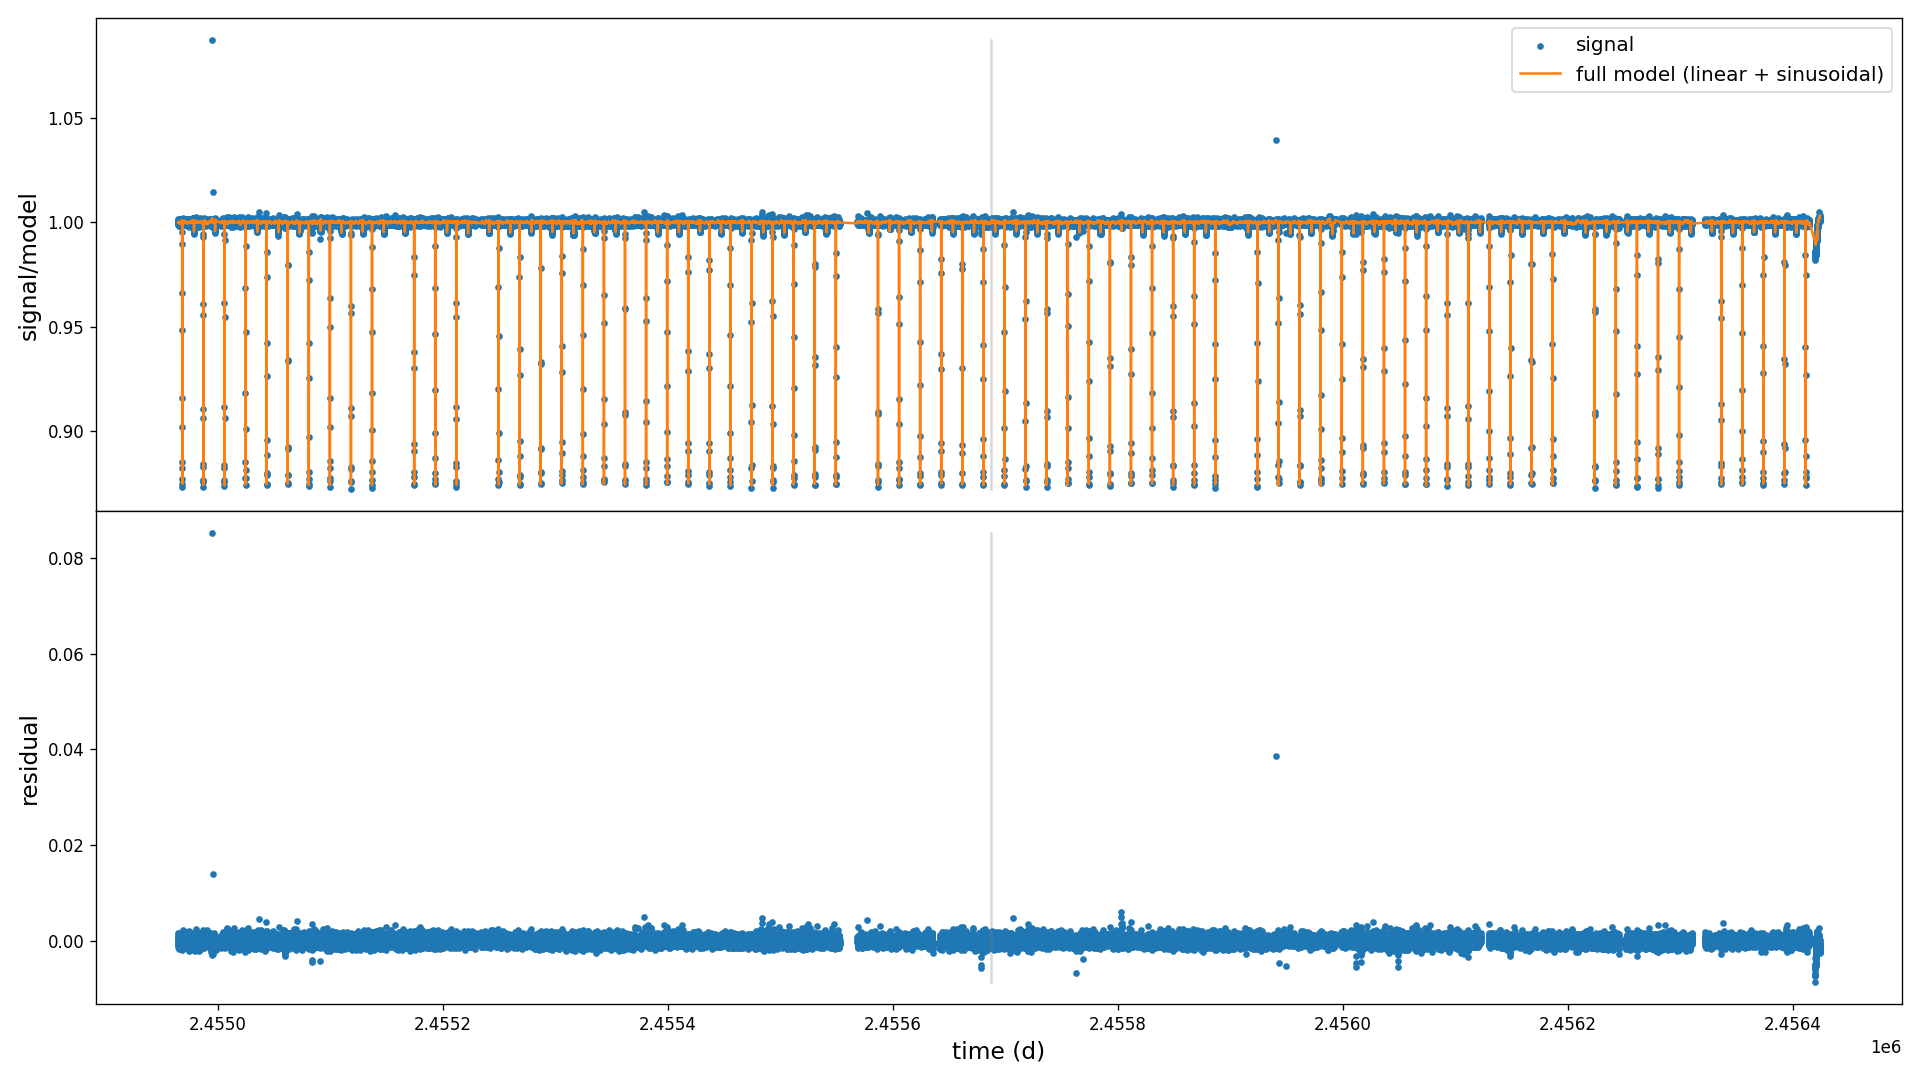 signal
full model (linear + sinusoidal)
signal/model
1.05
1.00
0.95
0.90
residual
0.08
0.06
0.04
0.02
0.00
2.4550
2.4552
2.4554
2.4556
2.4558
2.4560
2.4562
2.4564
1e6
time (d)